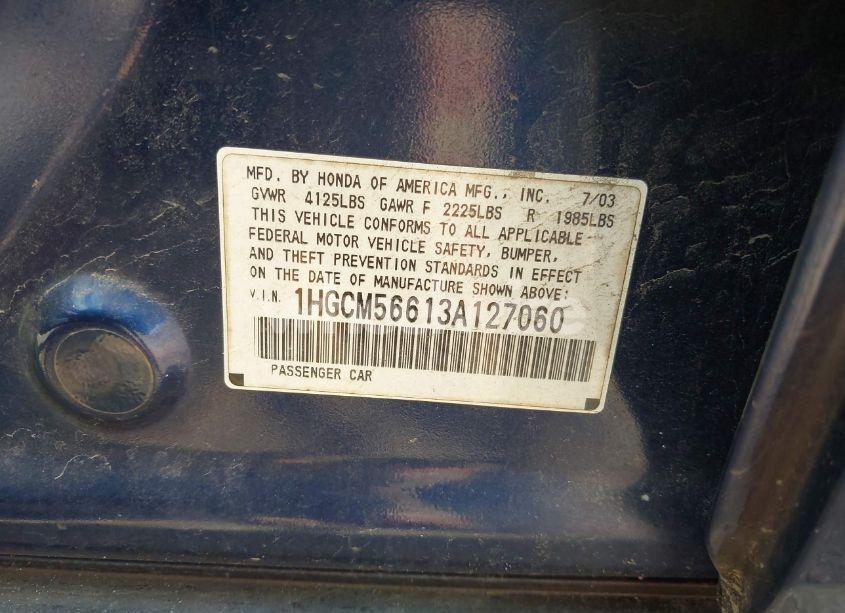 MFD. BY HONDA OF AMERICA MFG., INC. 7/03
GVWR 4125LBS GAWR F 2225LBS R 1985LBS
THIS VEHICLE CONFORMS TO ALL APPLICABLE
FEDERAL MOTOR VEHICLE SAFETY, BUMPER,
AND THEFT PREVENTION STANDARDS IN EFFECT
ON THE DATE OF MANUFACTURE SHOWN ABOVE:
V.I.N. 1HGCM56613A127060
PASSENGER CAR